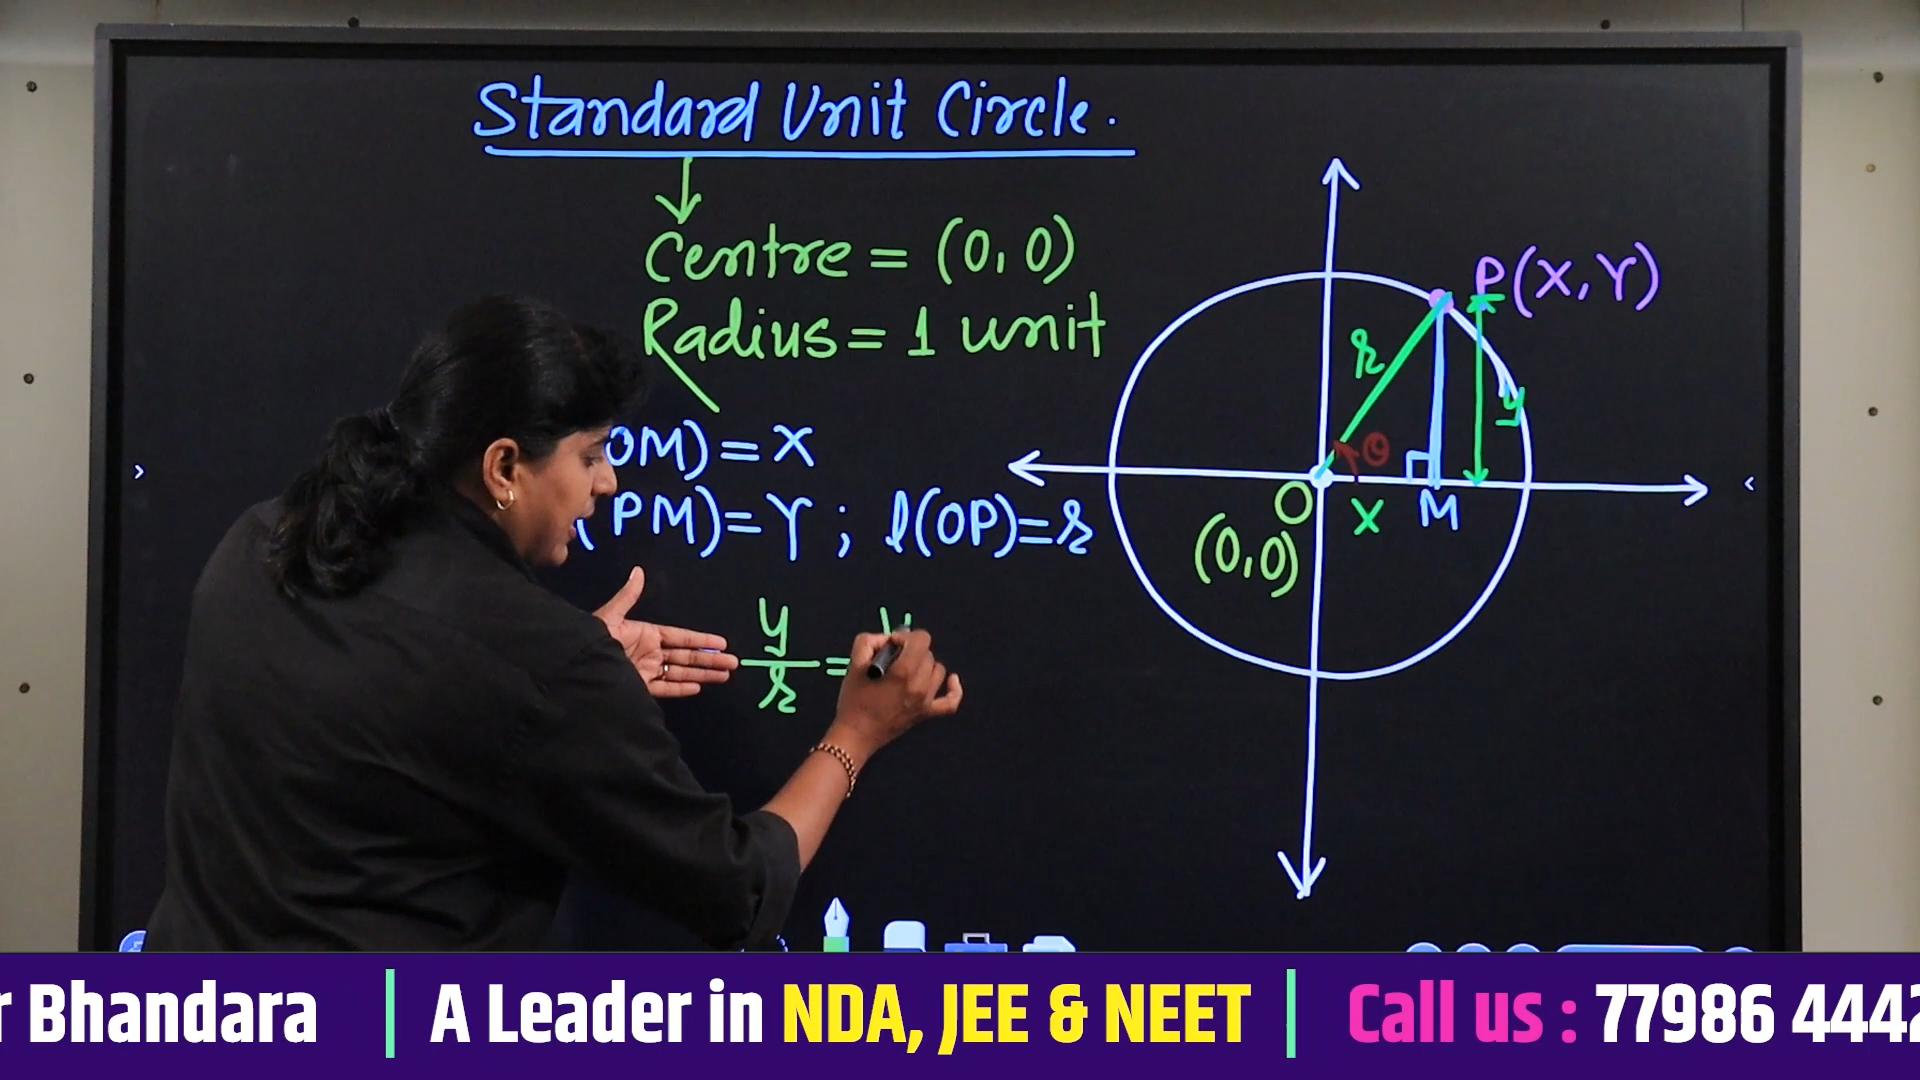 Standard Unit Circle.
Centre = (0,0)
Radius = 1 unit
OM) = X
(PM) = Y ; l(OP) = r
y/r = y
P(X,Y)
r
y
θ
O
X
M
(0,0)
r Bhandara | A Leader in NDA, JEE & NEET | Call us : 77986 4442